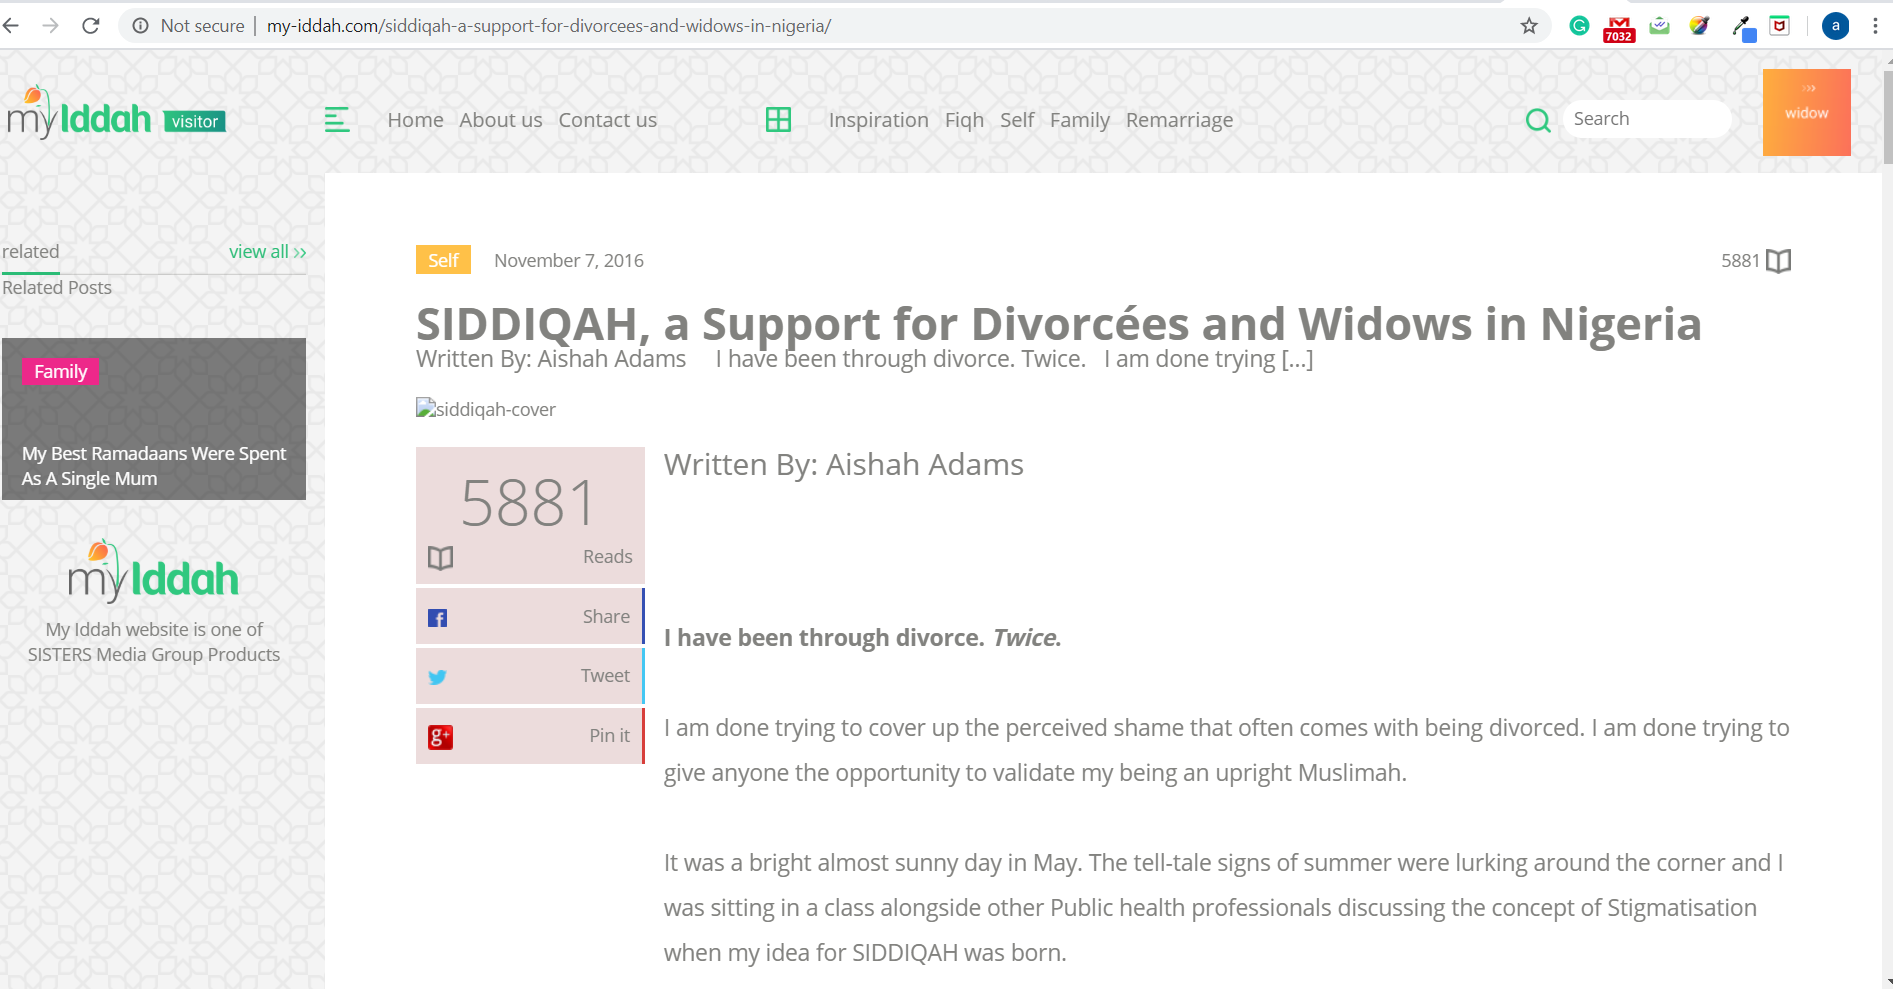 Not secure | my-iddah.com/siddiqah-a-support-for-divorcees-and-widows-in-nigeria/
7032
a
my Iddah visitor
Home About us Contact us
Inspiration Fiqh Self Family Remarriage
Search
›››
widow
related
view all ››
Related Posts
Family
My Best Ramadaans Were Spent
As A Single Mum
my Iddah
My Iddah website is one of
SISTERS Media Group Products
Self November 7, 2016
5881
SIDDIQAH, a Support for Divorcées and Widows in Nigeria
Written By: Aishah Adams I have been through divorce. Twice. I am done trying [...]
siddiqah-cover
5881
Reads
f Share
Tweet
g+ Pin it
Written By: Aishah Adams
I have been through divorce. Twice.
I am done trying to cover up the perceived shame that often comes with being divorced. I am done trying to
give anyone the opportunity to validate my being an upright Muslimah.
It was a bright almost sunny day in May. The tell-tale signs of summer were lurking around the corner and I
was sitting in a class alongside other Public health professionals discussing the concept of Stigmatisation
when my idea for SIDDIQAH was born.